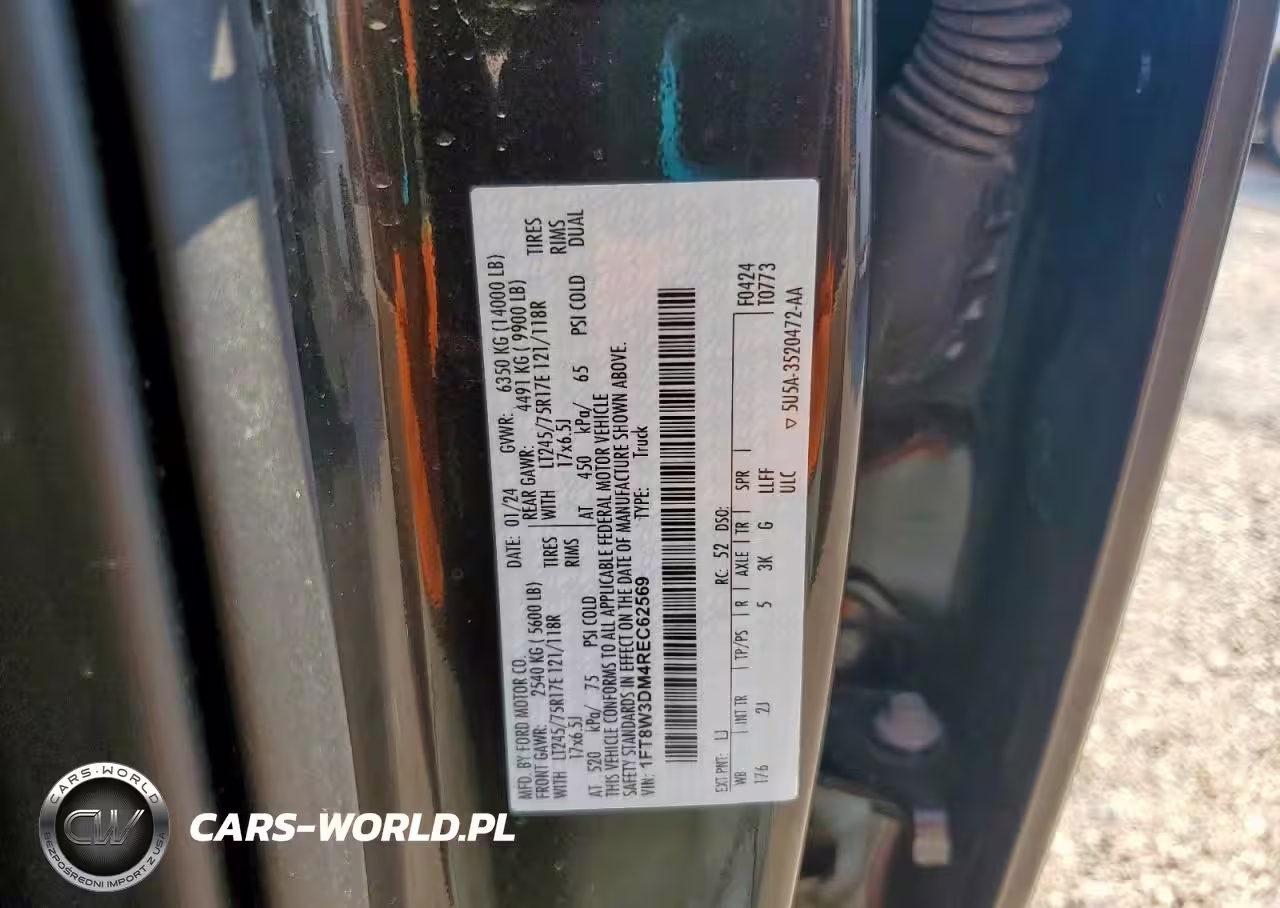 MFD. BY FORD MOTOR CO.
DATE: 01/24 GVWR: 6350 KG (14000 LB)
FRONT GAWR: 2540 KG ( 5600 LB) REAR GAWR: 4491 KG ( 9900 LB)
WITH LT245/75R17E 121/118R TIRES WITH LT245/75R17E 121/118R TIRES
17x6.5J RIMS 17x6.5J RIMS
AT 520 kPa/ 75 PSI COLD AT 450 kPa/ 65 PSI COLD DUAL
THIS VEHICLE CONFORMS TO ALL APPLICABLE FEDERAL MOTOR VEHICLE
SAFETY STANDARDS IN EFFECT ON THE DATE OF MANUFACTURE SHOWN ABOVE.
VIN: 1FT8W3DM4REC62569 TYPE: Truck
EXT PNT: LJ RC: 52 DSO: F0424
WB INT TR TP/PS R AXLE TR SPR T0773
176 2J 5 3K G LLFF
ULC ▽ 5U5A-3520472-AA
CARS-WORLD
CW
BEZPOŚREDNI IMPORT Z USA
CARS-WORLD.PL